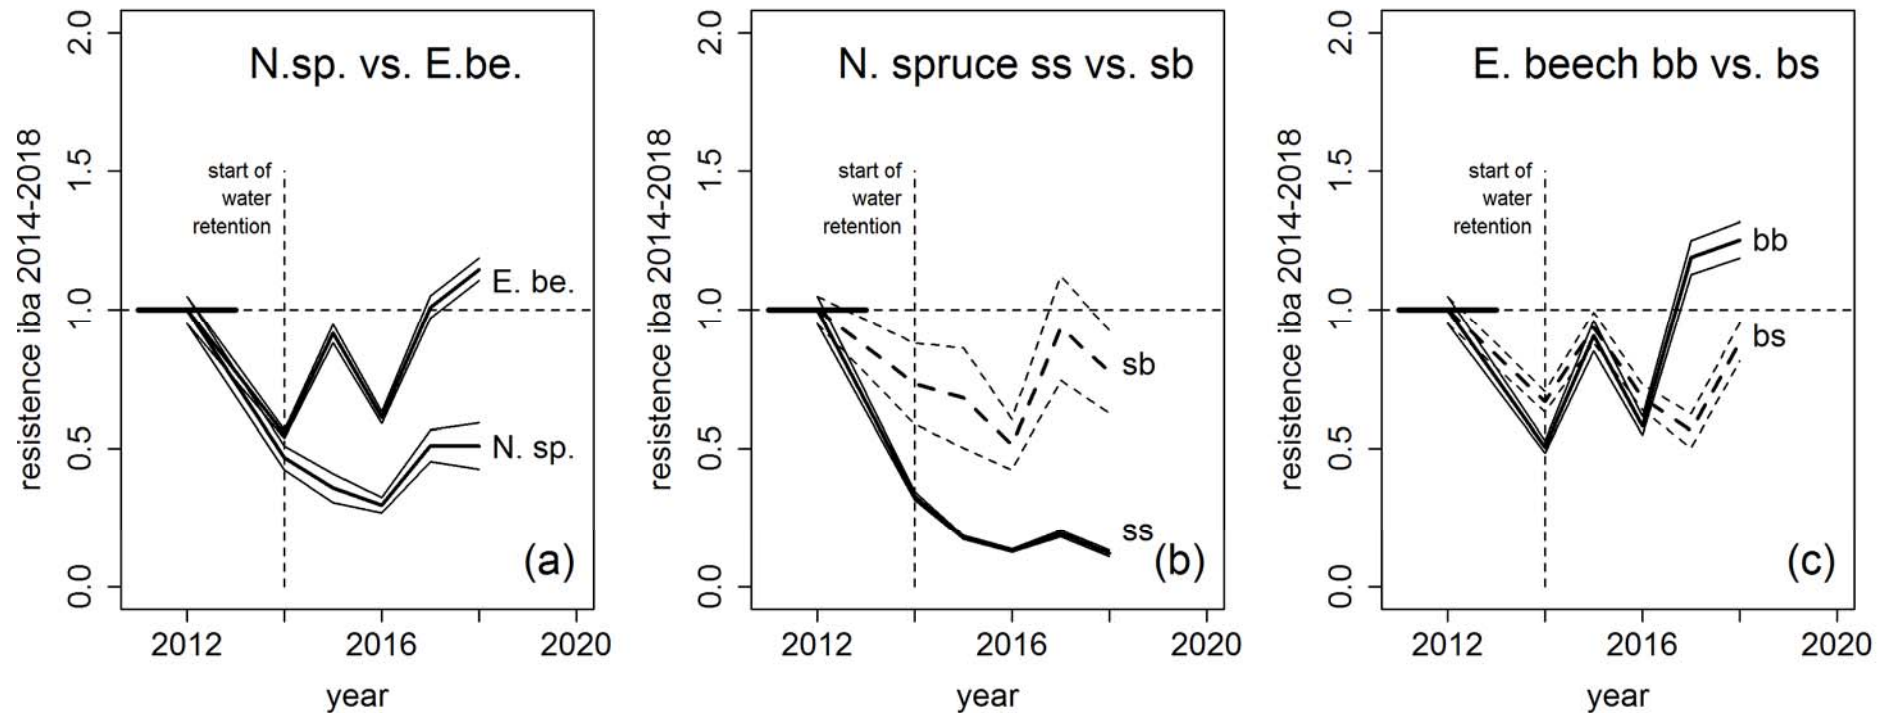 N.sp. vs. E.be.
resistence iba 2014-2018
2.0
1.5
1.0
0.5
0.0
start of
water
retention
E. be.
N. sp.
(a)
2012
2016
2020
year
N. spruce ss vs. sb
resistence iba 2014-2018
2.0
1.5
1.0
0.5
0.0
start of
water
retention
sb
ss
(b)
2012
2016
2020
year
E. beech bb vs. bs
resistence iba 2014-2018
2.0
1.5
1.0
0.5
0.0
start of
water
retention
bb
bs
(c)
2012
2016
2020
year